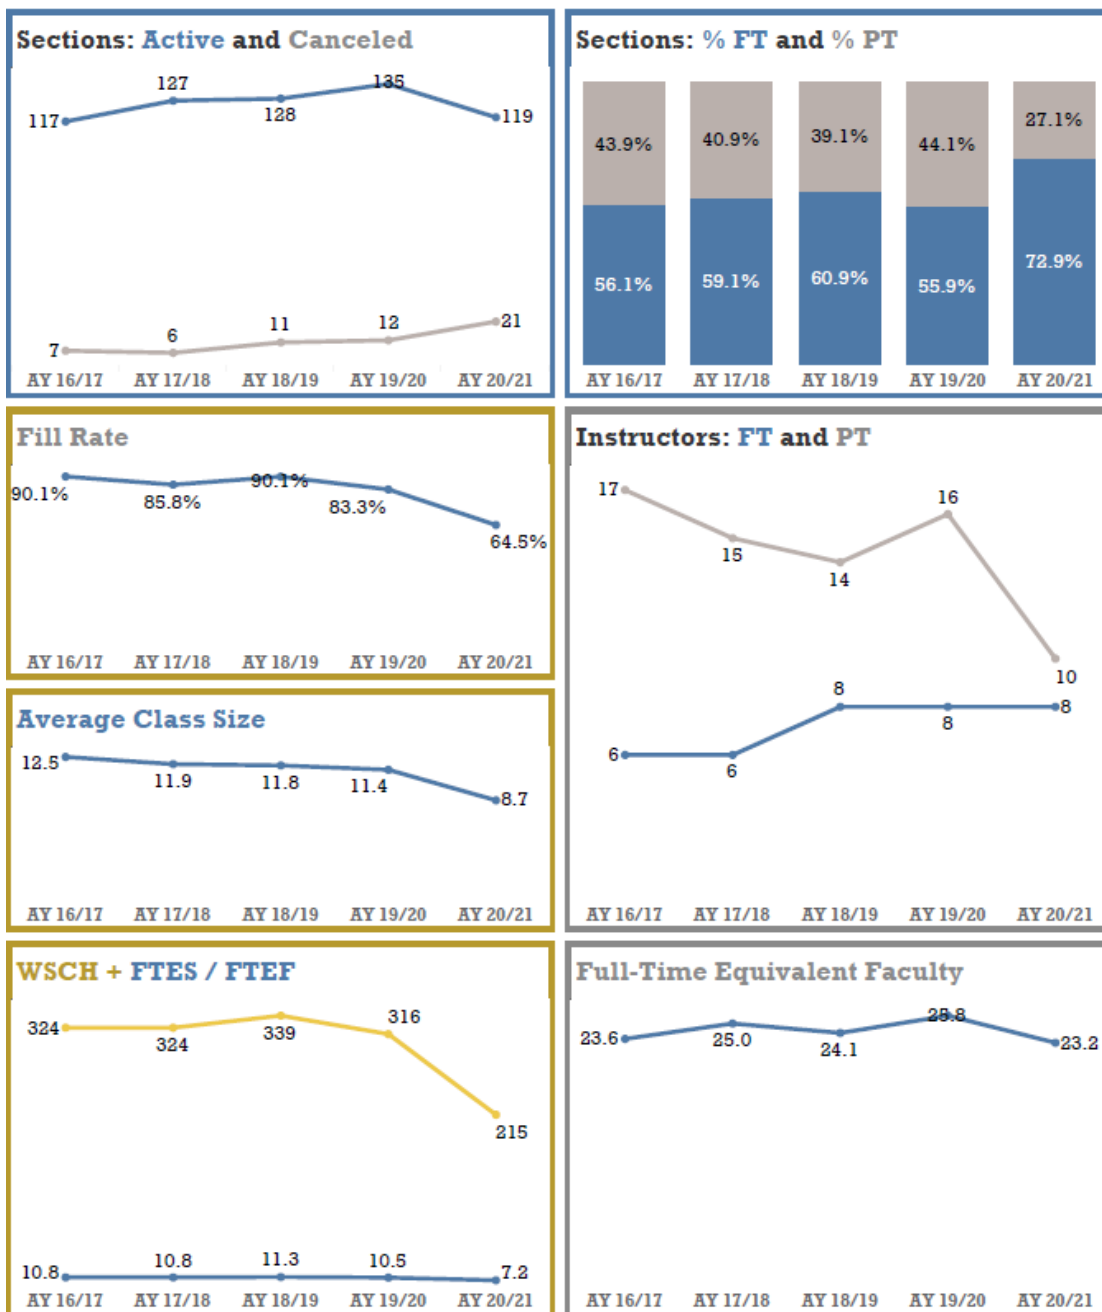 Sections: Active and Canceled
117
127
128
135
119
7
6
11
12
21
AY 16/17 AY 17/18 AY 18/19 AY 19/20 AY 20/21
Sections: % FT and % PT
43.9% 40.9% 39.1% 44.1% 27.1%
56.1% 59.1% 60.9% 55.9% 72.9%
AY 16/17 AY 17/18 AY 18/19 AY 19/20 AY 20/21
Fill Rate
90.1%
85.8%
90.1%
83.3%
64.5%
AY 16/17 AY 17/18 AY 18/19 AY 19/20 AY 20/21
Instructors: FT and PT
17
15
14
16
10
6
6
8
8
8
AY 16/17 AY 17/18 AY 18/19 AY 19/20 AY 20/21
Average Class Size
12.5
11.9
11.8
11.4
8.7
AY 16/17 AY 17/18 AY 18/19 AY 19/20 AY 20/21
WSCH + FTES / FTEF
324
324
339
316
215
10.8
10.8
11.3
10.5
7.2
AY 16/17 AY 17/18 AY 18/19 AY 19/20 AY 20/21
Full-Time Equivalent Faculty
23.6
25.0
24.1
25.8
23.2
AY 16/17 AY 17/18 AY 18/19 AY 19/20 AY 20/21